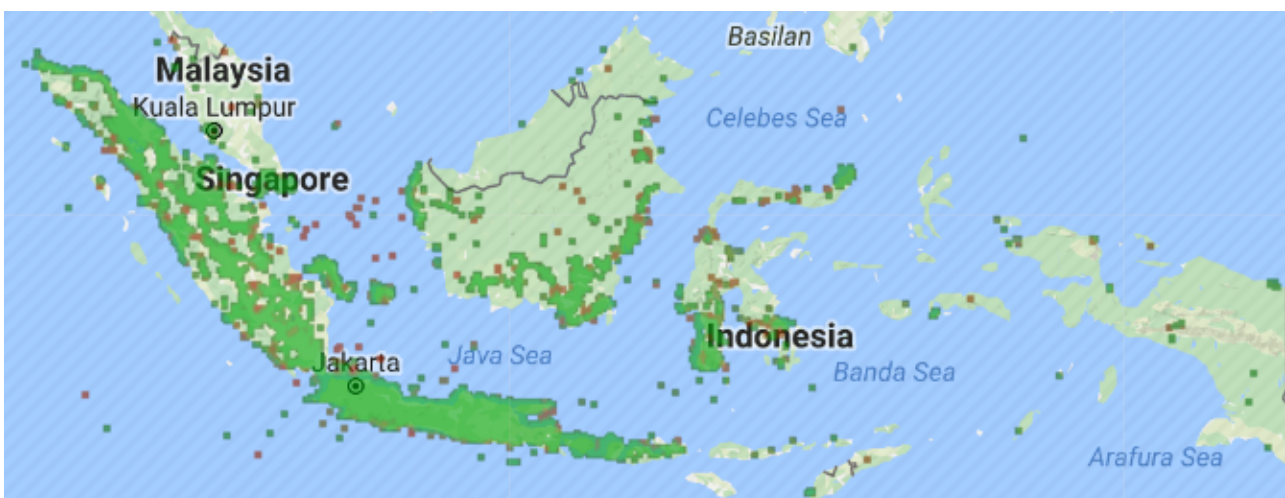 Basilan
Malaysia
Kuala Lumpur
Celebes Sea
Singapore
Indonesia
Java Sea
Jakarta
Banda Sea
Arafura Sea